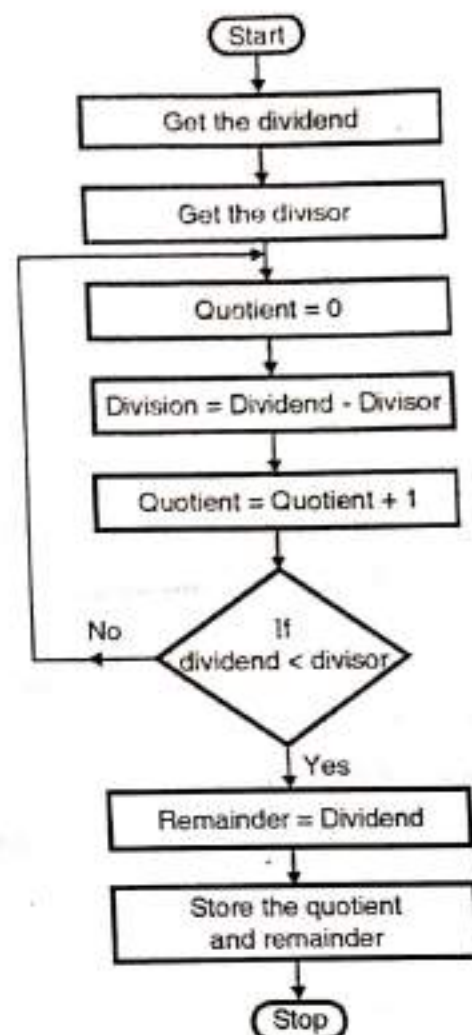 Start
Get the dividend
Get the divisor
Quotient = 0
Division = Dividend - Divisor
Quotient = Quotient + 1
If
dividend < divisor
No
Yes
Remainder = Dividend
Store the quotient
and remainder
Stop